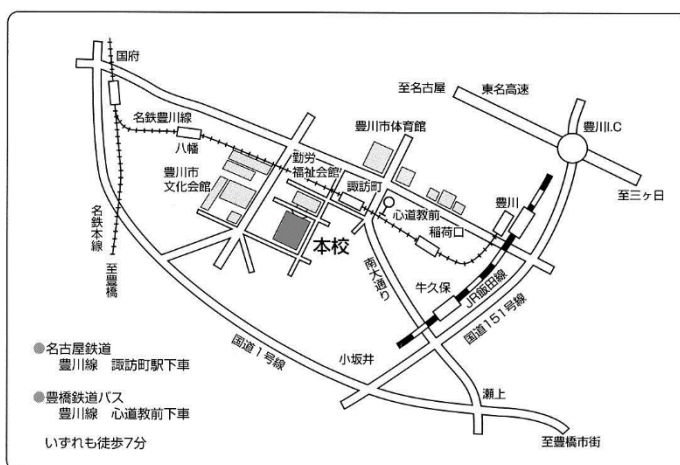 国府
至名古屋
東名高速
名鉄豊川線
八幡
豊川市体育館
豊川I.C
勤労
福祉会館
豊川市
文化会館
諏訪町
至三ヶ日
心道教前
豊川
名鉄本線
稲荷口
本校
至豊橋
南大通り
牛久保
JR飯田線
国道151号線
国道1号線
小坂井
●名古屋鉄道
豊川線 諏訪町駅下車
●豊橋鉄道バス
豊川線 心道教前下車
いずれも徒歩7分
瀬上
至豊橋市街